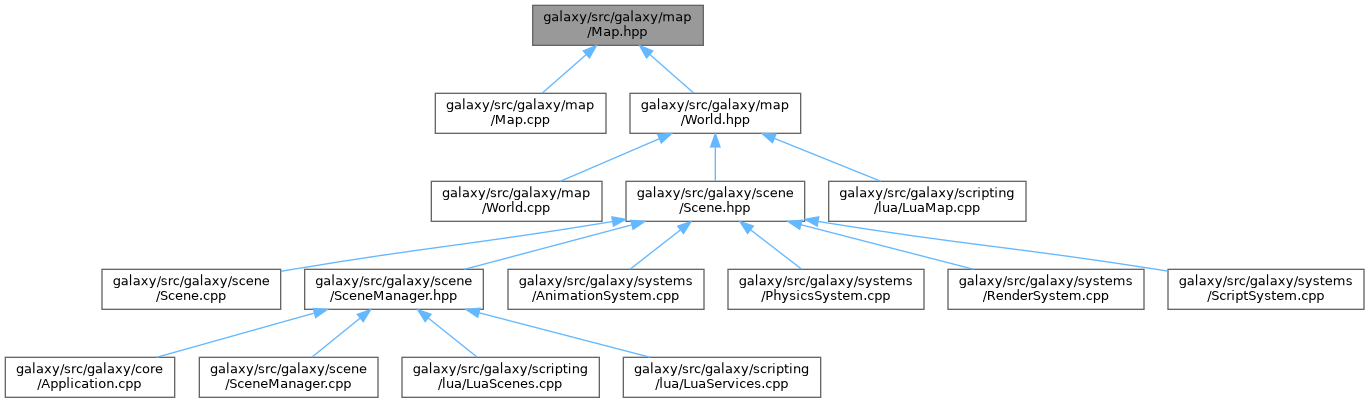 galaxy/src/galaxy/map
/Map.hpp
galaxy/src/galaxy/map
/Map.cpp
galaxy/src/galaxy/map
/World.hpp
galaxy/src/galaxy/map
/World.cpp
galaxy/src/galaxy/scene
/Scene.hpp
galaxy/src/galaxy/scripting
/lua/LuaMap.cpp
galaxy/src/galaxy/scene
/Scene.cpp
galaxy/src/galaxy/scene
/SceneManager.hpp
galaxy/src/galaxy/systems
/AnimationSystem.cpp
galaxy/src/galaxy/systems
/PhysicsSystem.cpp
galaxy/src/galaxy/systems
/RenderSystem.cpp
galaxy/src/galaxy/systems
/ScriptSystem.cpp
galaxy/src/galaxy/core
/Application.cpp
galaxy/src/galaxy/scene
/SceneManager.cpp
galaxy/src/galaxy/scripting
/lua/LuaScenes.cpp
galaxy/src/galaxy/scripting
/lua/LuaServices.cpp